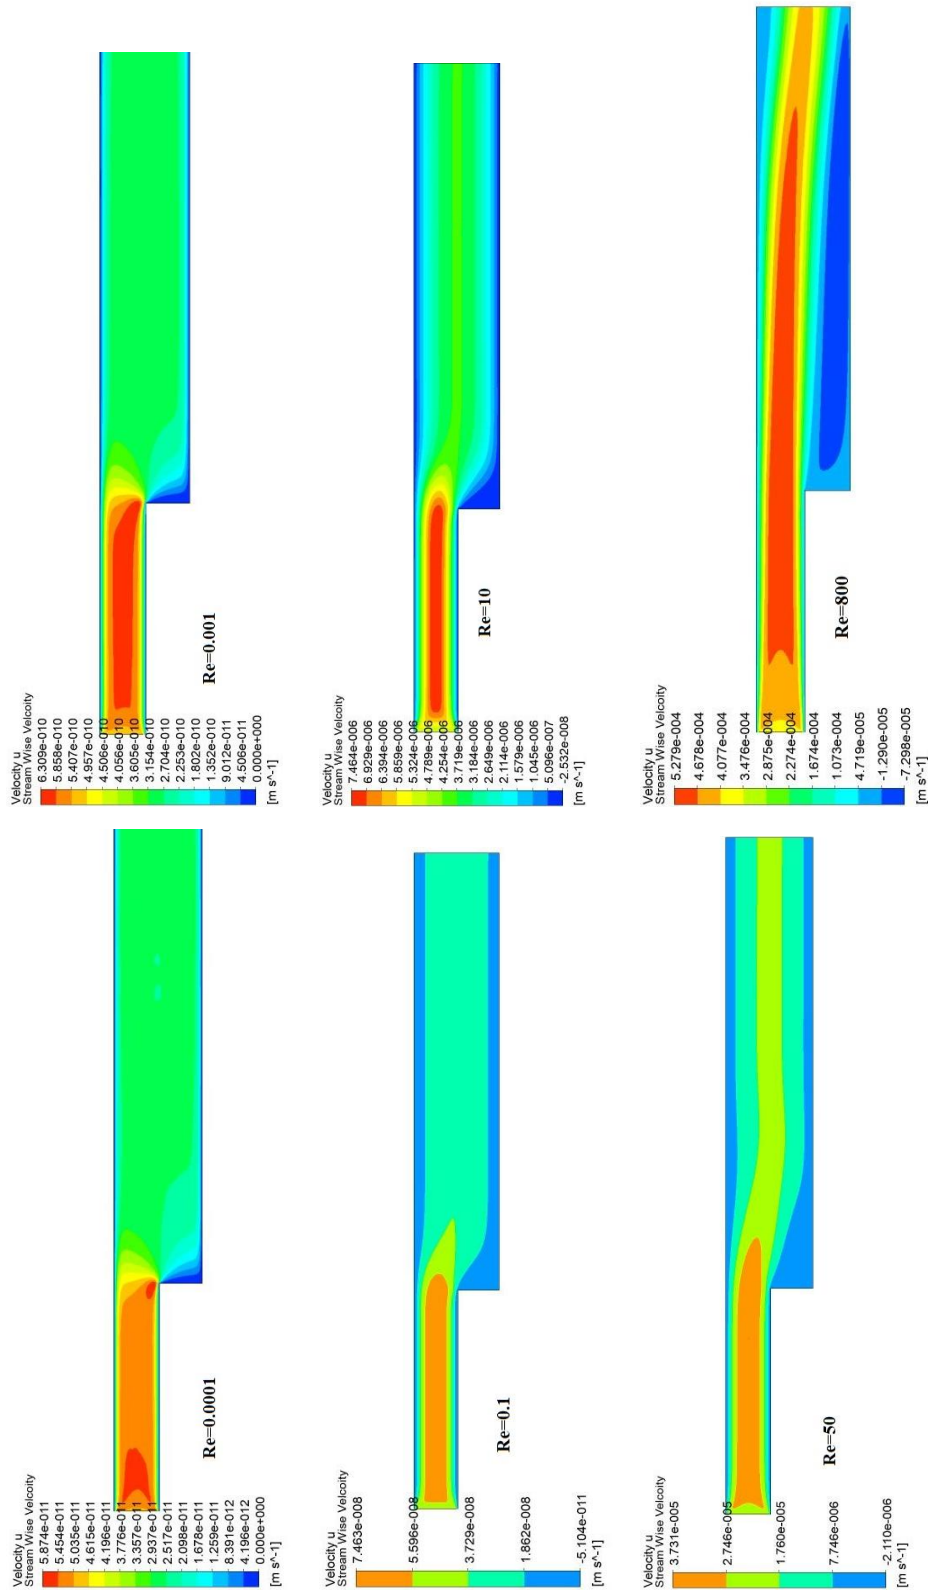 Velocity u
Stream Wise Velcoity
6.309e-010
5.858e-010
5.407e-010
4.957e-010
4.506e-010
4.056e-010
3.605e-010
3.154e-010
2.704e-010
2.253e-010
1.802e-010
1.352e-010
9.012e-011
4.506e-011
0.000e+000
[m s^-1]
Re=0.001
Velocity u
Stream Wise Velcoity
7.464e-006
6.929e-006
6.394e-006
5.859e-006
5.324e-006
4.789e-006
4.254e-006
3.719e-006
3.184e-006
2.649e-006
2.114e-006
1.579e-006
1.045e-006
5.096e-007
-2.532e-008
[m s^-1]
Re=10
Velocity u
Stream Wise Velcoity
5.279e-004
4.678e-004
4.077e-004
3.476e-004
2.875e-004
2.274e-004
1.674e-004
1.073e-004
4.719e-005
-1.290e-005
-7.298e-005
[m s^-1]
Re=800
Velocity u
Stream Wise Velcoity
5.874e-011
5.454e-011
5.035e-011
4.615e-011
4.196e-011
3.776e-011
3.357e-011
2.937e-011
2.517e-011
2.098e-011
1.678e-011
1.259e-011
8.391e-012
4.196e-012
0.000e+000
[m s^-1]
Re=0.0001
Velocity u
Stream Wise Velcoity
7.463e-008
5.596e-008
3.729e-008
1.862e-008
-5.104e-011
[m s^-1]
Re=0.1
Velocity u
Stream Wise Velcoity
3.731e-005
2.746e-005
1.760e-005
7.746e-006
-2.110e-006
[m s^-1]
Re=50